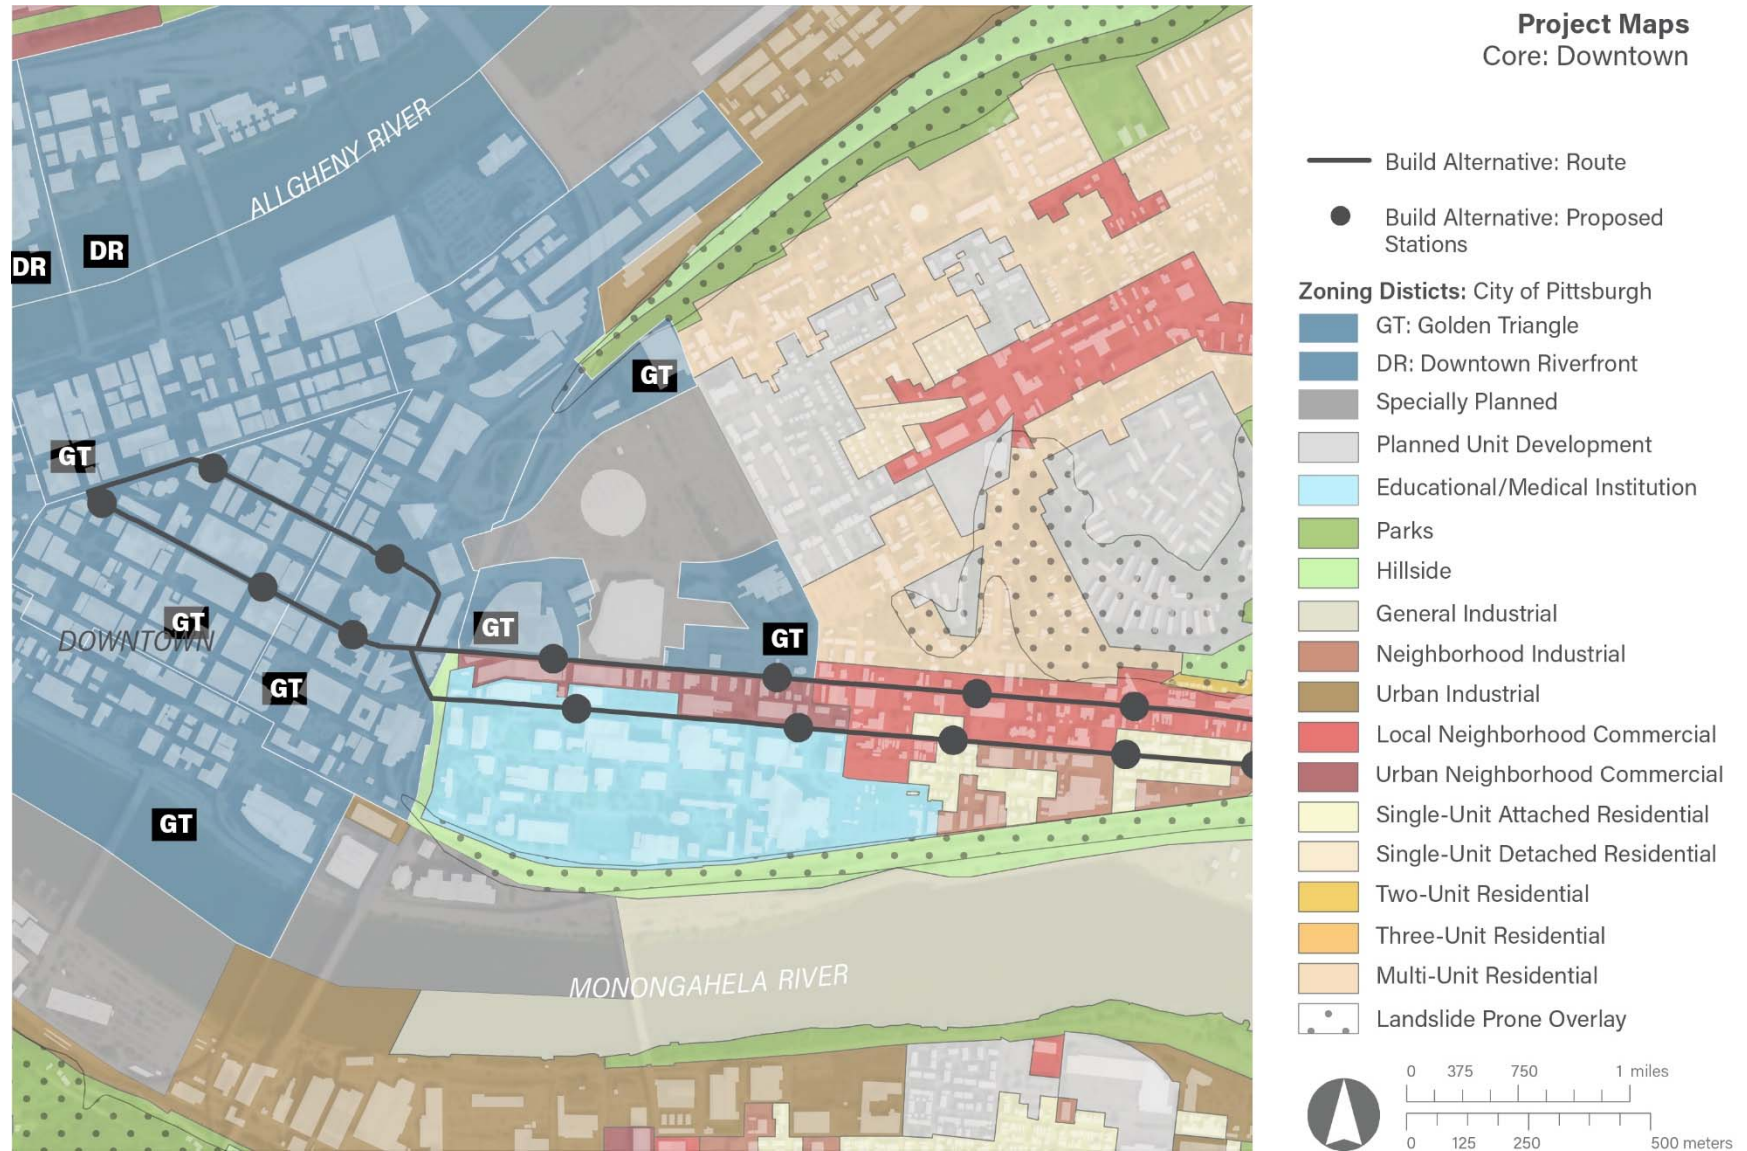 Project Maps
Core: Downtown
Build Alternative: Route
Build Alternative: Proposed
Stations
Zoning Disticts: City of Pittsburgh
GT: Golden Triangle
DR: Downtown Riverfront
Specially Planned
Planned Unit Development
Educational/Medical Institution
Parks
Hillside
General Industrial
Neighborhood Industrial
Urban Industrial
Local Neighborhood Commercial
Urban Neighborhood Commercial
Single-Unit Attached Residential
Single-Unit Detached Residential
Two-Unit Residential
Three-Unit Residential
Multi-Unit Residential
Landslide Prone Overlay
0 375 750 1 miles
0 125 250 500 meters
ALLGHENY RIVER
DR
DR
GT
GT
GT
DOWNTOWN
GT
GT
GT
GT
MONONGAHELA RIVER